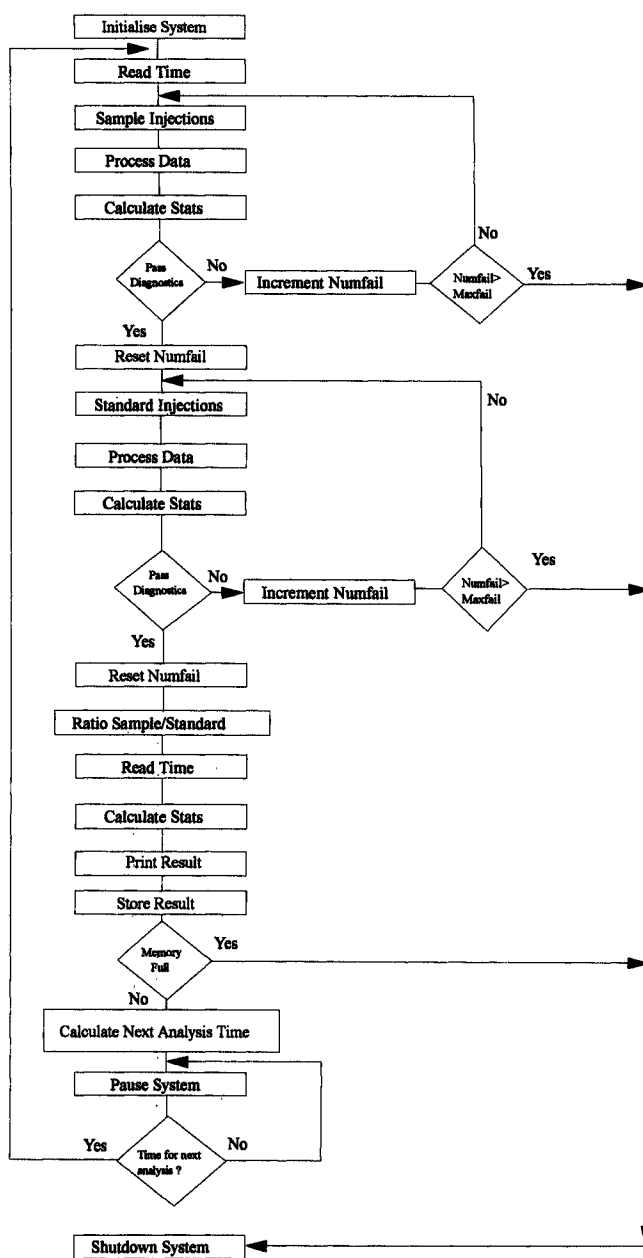 Initialise System
Read Time
Sample Injections
Process Data
Calculate Stats
No
Pass
Diagnostics
No
Increment Numfail
Numfail>
Maxfail
Yes
Yes
Reset Numfail
Standard Injections
No
Process Data
Calculate Stats
Pass
Diagnostics
No
Increment Numfail
Numfail>
Maxfail
Yes
Yes
Reset Numfail
Ratio Sample/Standard
Read Time
Calculate Stats
Print Result
Store Result
Memory
Full
Yes
No
Calculate Next Analysis Time
Pause System
Yes
Time for next
analysis ?
No
Shutdown System